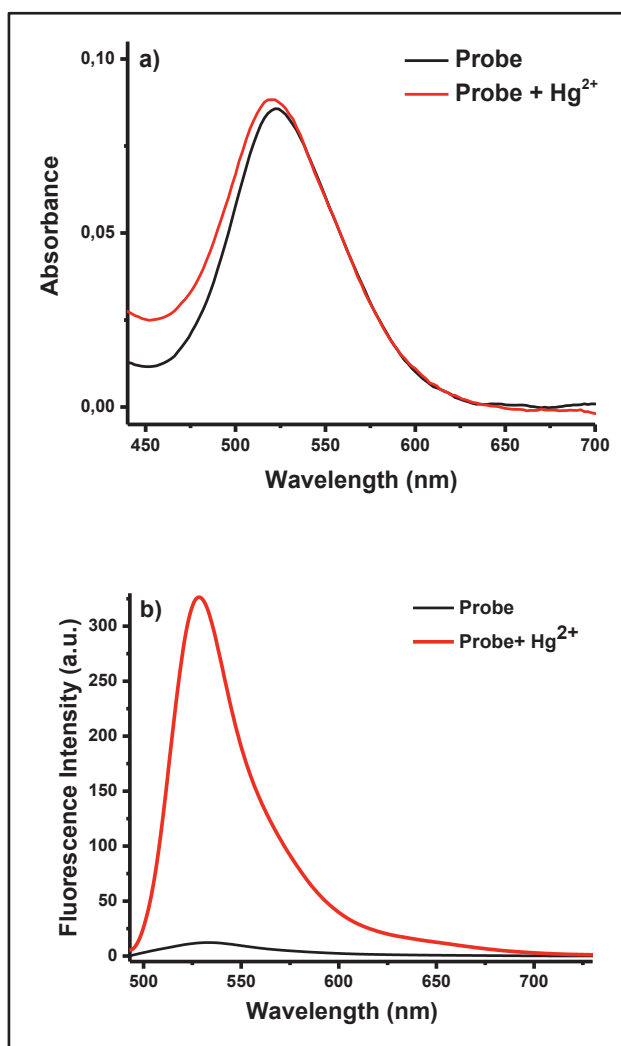 a)
Probe
Probe + Hg²⁺
0,10
0,05
0,00
Absorbance
450 500 550 600 650 700
Wavelength (nm)
b)
Probe
Probe+ Hg²⁺
300
250
200
150
100
50
0
Fluorescence Intensity (a.u.)
500 550 600 650 700
Wavelength (nm)